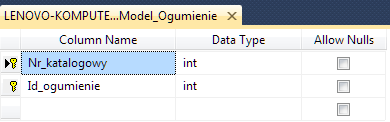 LENOVO-KOMPUTE...Model_Ogumienie
Column Name Data Type Allow Nulls
Nr_katalogowy int
Id_ogumienie int